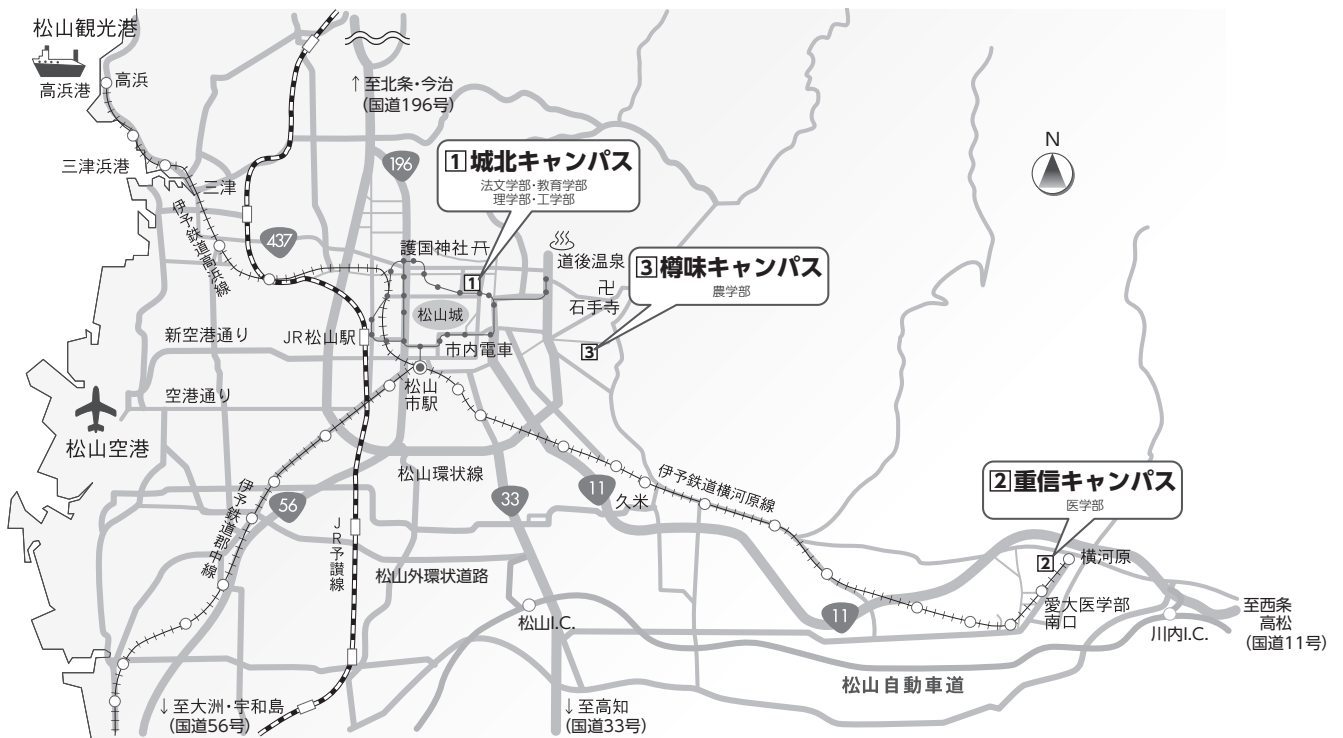 松山観光港
高浜港
高浜
↑至北条・今治
(国道196号)
N
三津浜港
三津
196
1 城北キャンパス
法文学部・教育学部
理学部・工学部
伊予鉄道高浜線
437
護国神社
1
道後温泉
卍
石手寺
3 樽味キャンパス
農学部
松山城
新空港通り
JR松山駅
市内電車
3
空港通り
松山
市駅
松山空港
松山環状線
伊予鉄道横河原線
2 重信キャンパス
医学部
伊予鉄道郡中線
56
33
11
久米
JR予讃線
松山外環状道路
2
横河原
愛大医学部
南口
11
松山I.C.
川内I.C.
至西条
高松
(国道11号)
松山自動車道
↓至大洲・宇和島
(国道56号)
↓至高知
(国道33号)